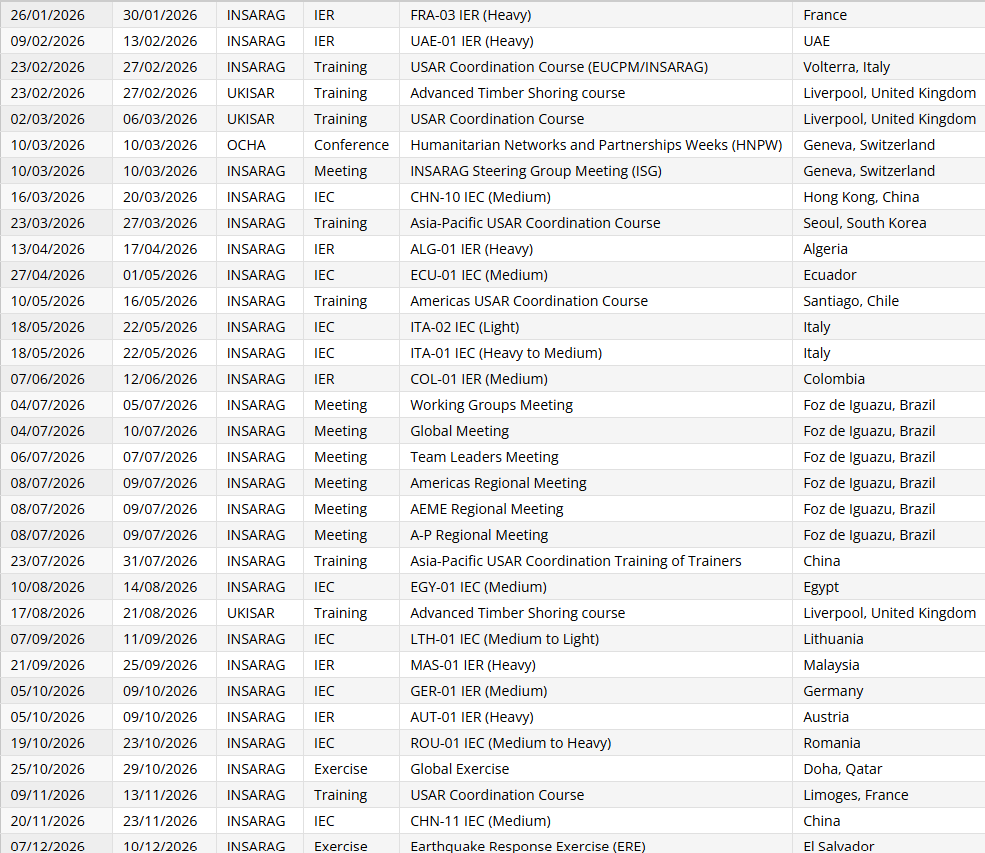 26/01/2026 30/01/2026 INSARAG IER FRA-03 IER (Heavy) France
09/02/2026 13/02/2026 INSARAG IER UAE-01 IER (Heavy) UAE
23/02/2026 27/02/2026 INSARAG Training USAR Coordination Course (EUCPM/INSARAG) Volterra, Italy
23/02/2026 27/02/2026 UKISAR Training Advanced Timber Shoring course Liverpool, United Kingdom
02/03/2026 06/03/2026 UKISAR Training USAR Coordination Course Liverpool, United Kingdom
10/03/2026 10/03/2026 OCHA Conference Humanitarian Networks and Partnerships Weeks (HNPW) Geneva, Switzerland
10/03/2026 10/03/2026 INSARAG Meeting INSARAG Steering Group Meeting (ISG) Geneva, Switzerland
16/03/2026 20/03/2026 INSARAG IEC CHN-10 IEC (Medium) Hong Kong, China
23/03/2026 27/03/2026 INSARAG Training Asia-Pacific USAR Coordination Course Seoul, South Korea
13/04/2026 17/04/2026 INSARAG IER ALG-01 IER (Heavy) Algeria
27/04/2026 01/05/2026 INSARAG IEC ECU-01 IEC (Medium) Ecuador
10/05/2026 16/05/2026 INSARAG Training Americas USAR Coordination Course Santiago, Chile
18/05/2026 22/05/2026 INSARAG IEC ITA-02 IEC (Light) Italy
18/05/2026 22/05/2026 INSARAG IEC ITA-01 IEC (Heavy to Medium) Italy
07/06/2026 12/06/2026 INSARAG IER COL-01 IER (Medium) Colombia
04/07/2026 05/07/2026 INSARAG Meeting Working Groups Meeting Foz de Iguazu, Brazil
04/07/2026 10/07/2026 INSARAG Meeting Global Meeting Foz de Iguazu, Brazil
06/07/2026 07/07/2026 INSARAG Meeting Team Leaders Meeting Foz de Iguazu, Brazil
08/07/2026 09/07/2026 INSARAG Meeting Americas Regional Meeting Foz de Iguazu, Brazil
08/07/2026 09/07/2026 INSARAG Meeting AEME Regional Meeting Foz de Iguazu, Brazil
08/07/2026 09/07/2026 INSARAG Meeting A-P Regional Meeting Foz de Iguazu, Brazil
23/07/2026 31/07/2026 INSARAG Training Asia-Pacific USAR Coordination Training of Trainers China
10/08/2026 14/08/2026 INSARAG IEC EGY-01 IEC (Medium) Egypt
17/08/2026 21/08/2026 UKISAR Training Advanced Timber Shoring course Liverpool, United Kingdom
07/09/2026 11/09/2026 INSARAG IEC LTH-01 IEC (Medium to Light) Lithuania
21/09/2026 25/09/2026 INSARAG IER MAS-01 IER (Heavy) Malaysia
05/10/2026 09/10/2026 INSARAG IEC GER-01 IEC (Medium) Germany
05/10/2026 09/10/2026 INSARAG IER AUT-01 IER (Heavy) Austria
19/10/2026 23/10/2026 INSARAG IEC ROU-01 IEC (Medium to Heavy) Romania
25/10/2026 29/10/2026 INSARAG Exercise Global Exercise Doha, Qatar
09/11/2026 13/11/2026 INSARAG Training USAR Coordination Course Limoges, France
20/11/2026 23/11/2026 INSARAG IEC CHN-11 IEC (Medium) China
07/12/2026 10/12/2026 INSARAG Exercise Earthquake Response Exercise (ERE) El Salvador